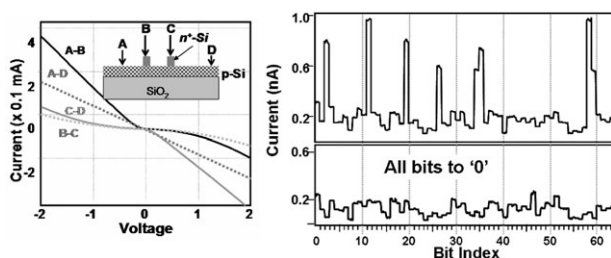 Current (x 0.1 mA)
4
2
0
-2
-2
-1
0
1
2
Voltage
A-B
A-D
C-D
B-C
A
B
C
n⁺-Si
D
p-Si
SiO₂
Current (nA)
1.0
0.6
0.2
0.6
0.2
All bits to '0'
0
10
20
30
40
50
60
Bit Index